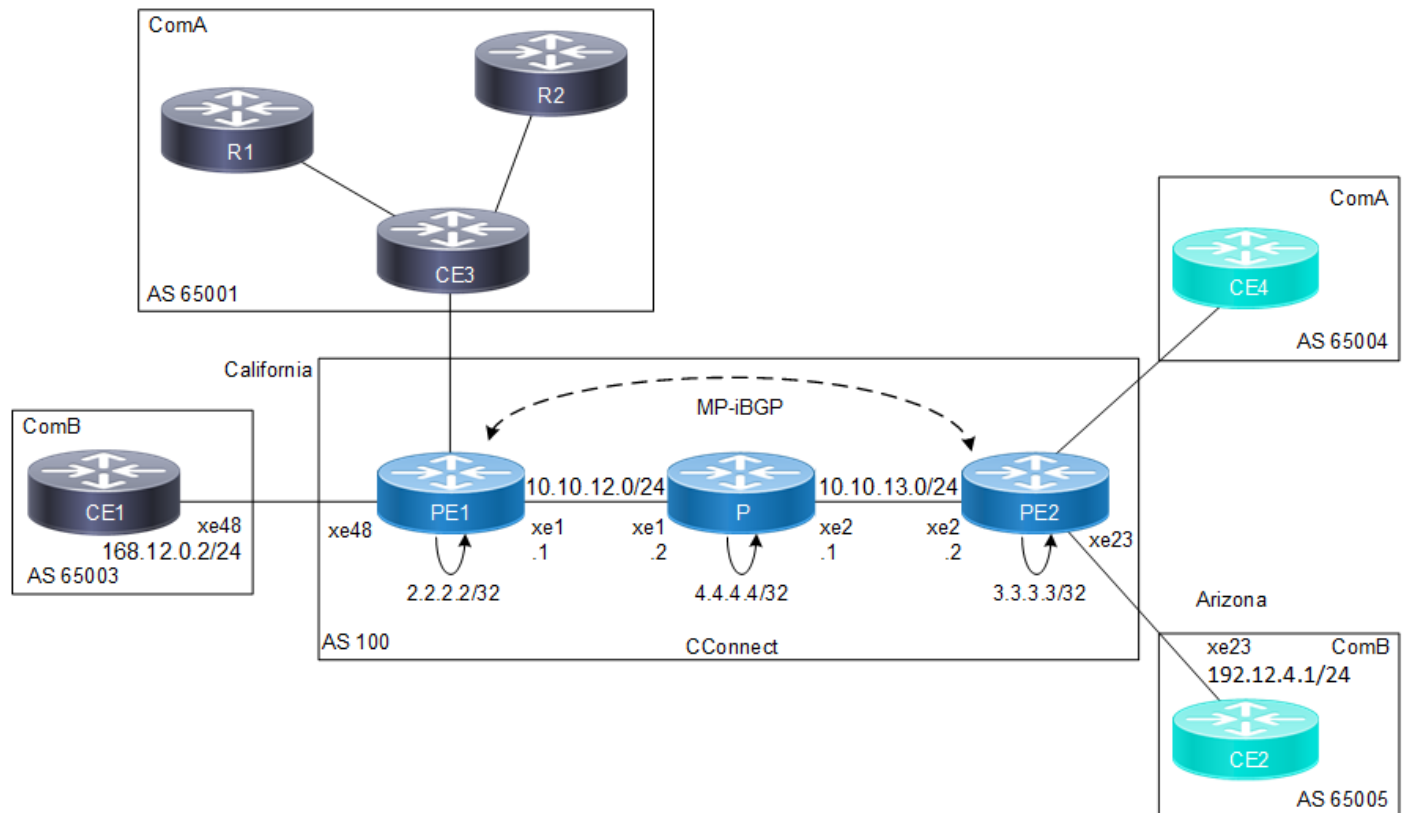 ComA
R2
R1
CE3
AS 65001
ComA
CE4
AS 65004
California
MP-iBGP
ComB
CE1
xe48
168.12.0.2/24
AS 65003
xe48
PE1
10.10.12.0/24
P
10.10.13.0/24
PE2
xe1
.1
xe1
.2
xe2
.1
xe2
.2
xe23
2.2.2.2/32
4.4.4.4/32
3.3.3.3/32
AS 100
CConnect
Arizona
xe23
ComB
192.12.4.1/24
CE2
AS 65005